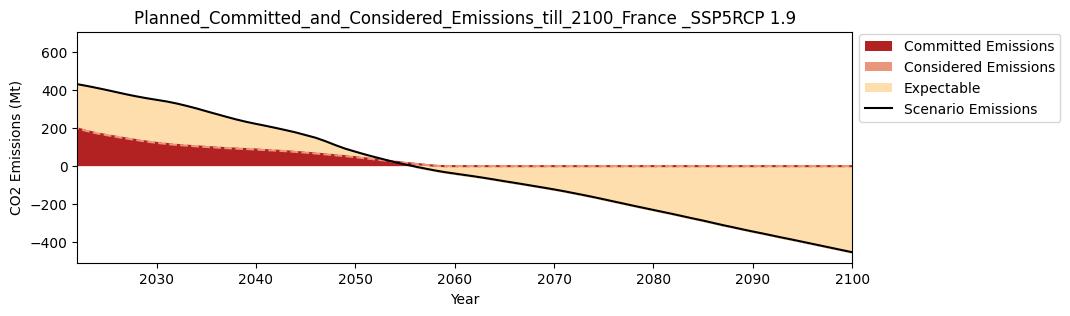 Planned_Committed_and_Considered_Emissions_till_2100_France _SSP5RCP 1.9
600
400
200
0
−200
−400
CO2 Emissions (Mt)
2030 2040 2050 2060 2070 2080 2090 2100
Year
Committed Emissions
Considered Emissions
Expectable
Scenario Emissions